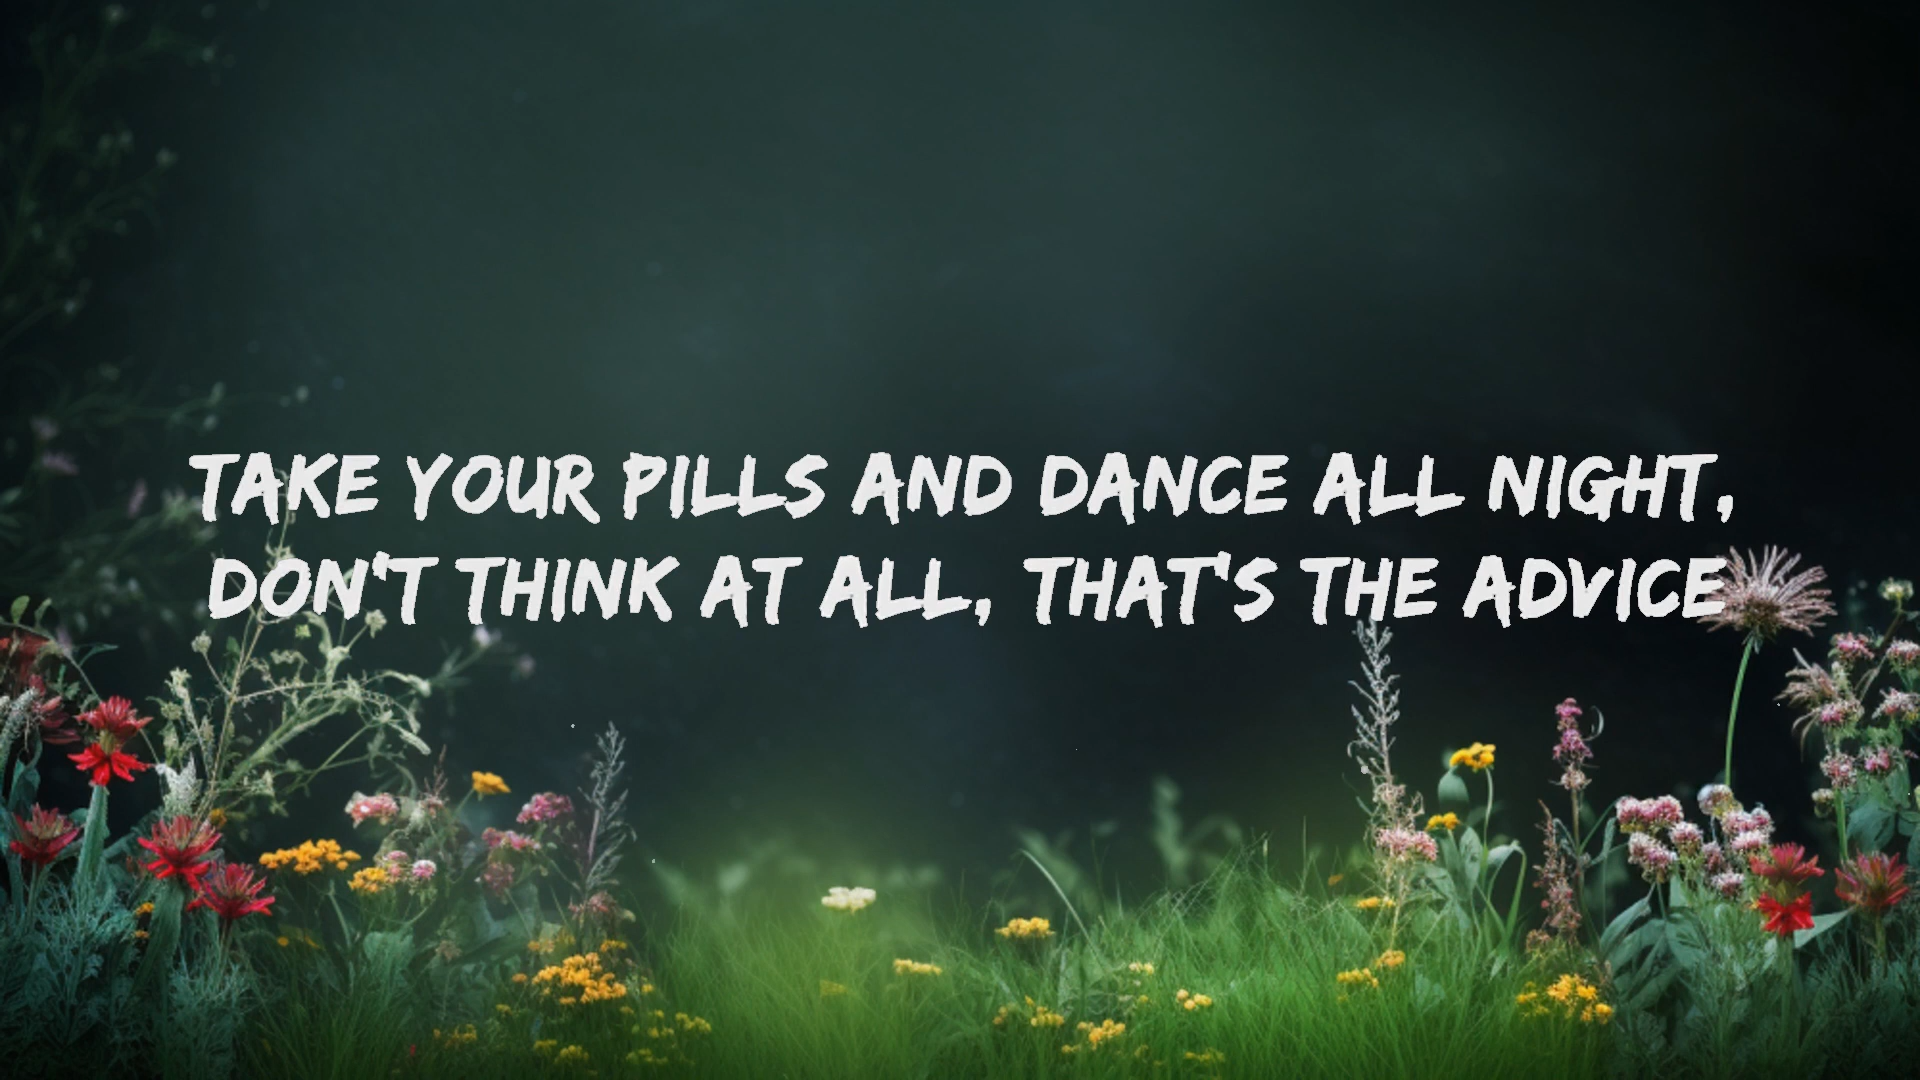 TAKE YOUR PILLS AND DANCE ALL NIGHT,
DON'T THINK AT ALL, THAT'S THE ADVICE